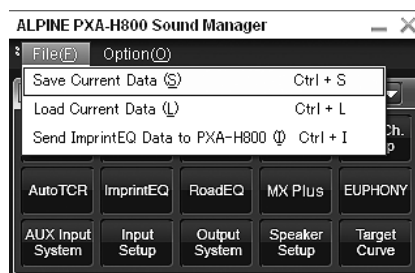 ALPINE PXA-H800 Sound Manager
File(F) Option(O)
Save Current Data (S) Ctrl + S
Load Current Data (L) Ctrl + L
Send ImprintEQ Data to PXA-H800 (I) Ctrl + I
Ch.
AutoTCR ImprintEQ RoadEQ MX Plus EUPHONY
AUX Input System Input Setup Output System Speaker Setup Target Curve